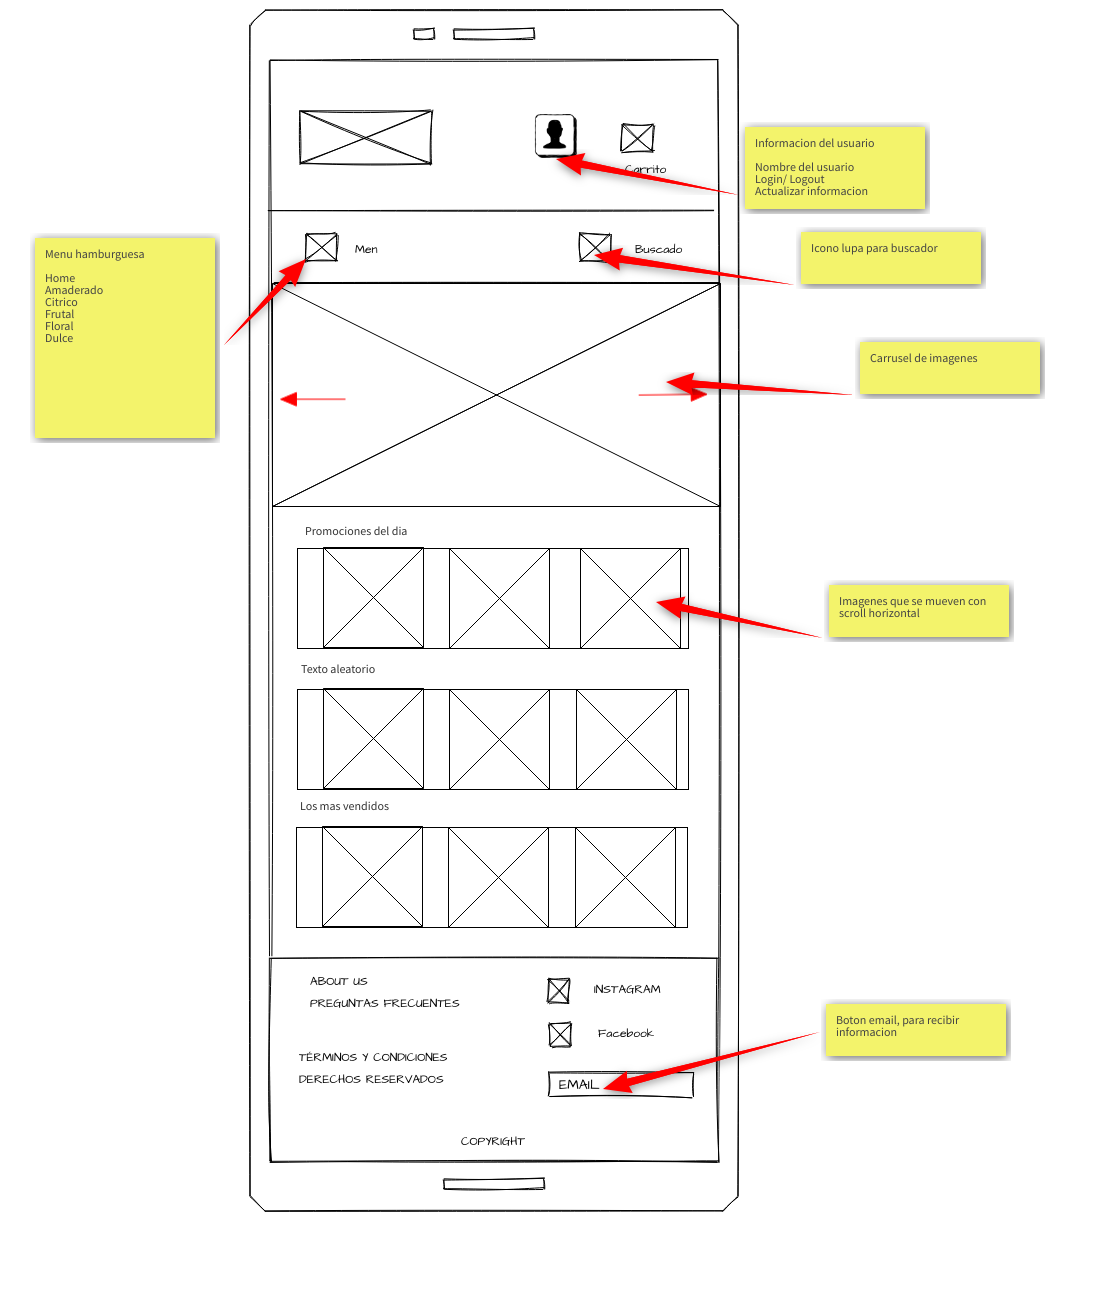 Informacion del usuario
Nombre del usuario
Login/ Logout
Actualizar informacion
Carrito
Menu hamburguesa
Home
Amaderado
Citrico
Frutal
Floral
Dulce
Men
Buscado
Icono lupa para buscador
Carrusel de imagenes
Promociones del dia
Imagenes que se mueven con
scroll horizontal
Texto aleatorio
Los mas vendidos
ABOUT US
PREGUNTAS FRECUENTES
INSTAGRAM
Facebook
Boton email, para recibir
informacion
TERMINOS Y CONDICIONES
DERECHOS RESERVADOS
EMAIL
COPYRIGHT